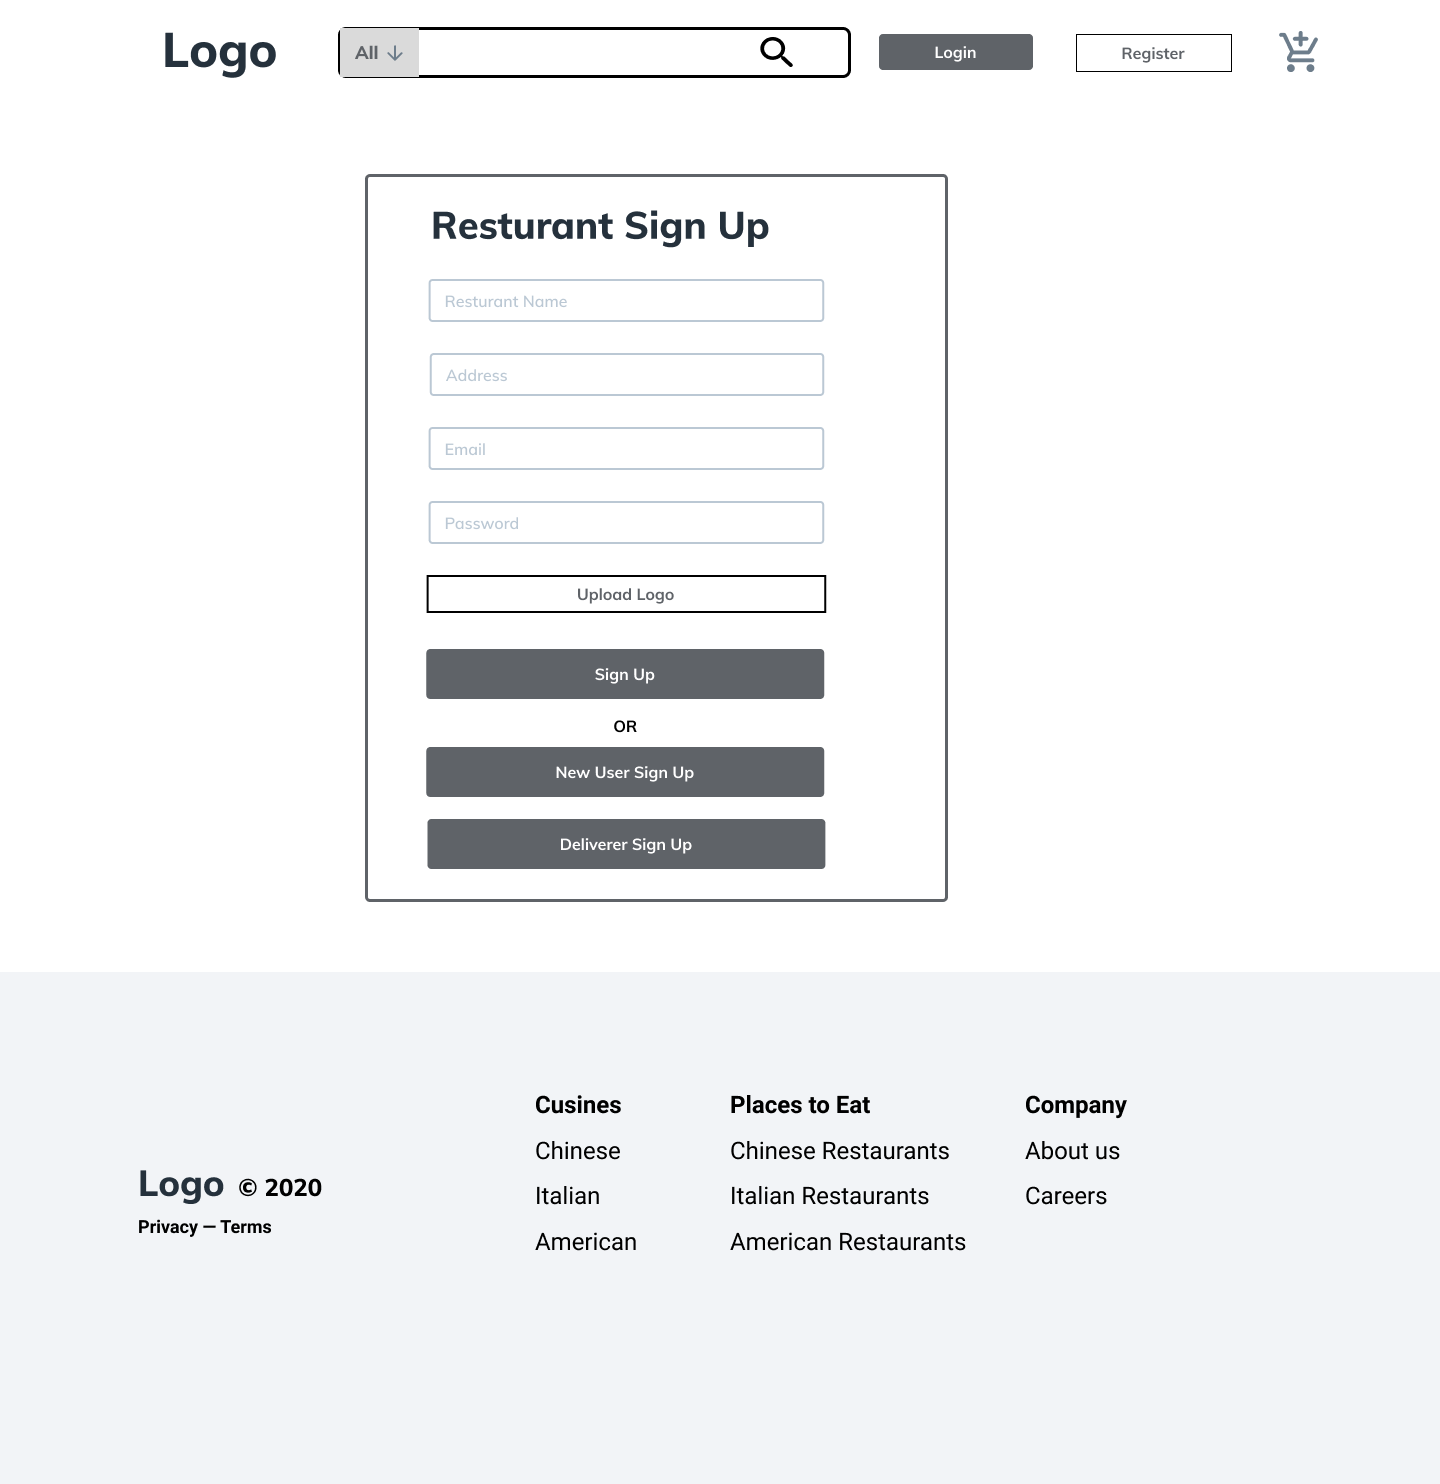 Logo
All
Login
Register
Resturant Sign Up
Resturant Name
Address
Email
Password
Upload Logo
Sign Up
OR
New User Sign Up
Deliverer Sign Up
Logo © 2020
Privacy — Terms
Cusines
Chinese
Italian
American
Places to Eat
Chinese Restaurants
Italian Restaurants
American Restaurants
Company
About us
Careers